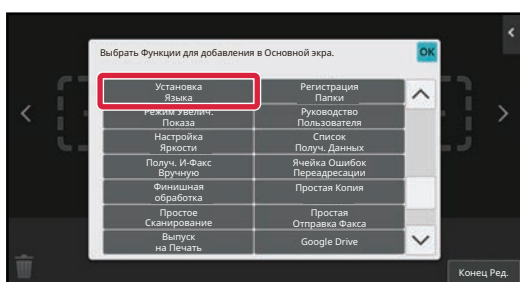 Выбрать Функции для добавления в Основной экра.
OK
Установка
Языка
Регистрация
Папки
Режим Увелич.
Показа
Руководство
Пользователя
Настройка
Яркости
Список
Получ. Данных
Получ. И-Факс
Вручную
Ячейка Ошибок
Переадресации
Финишная
обработка
Простая Копия
Простое
Сканирование
Простая
Отправка Факса
Выпуск
на Печать
Google Drive
Конец Ред.